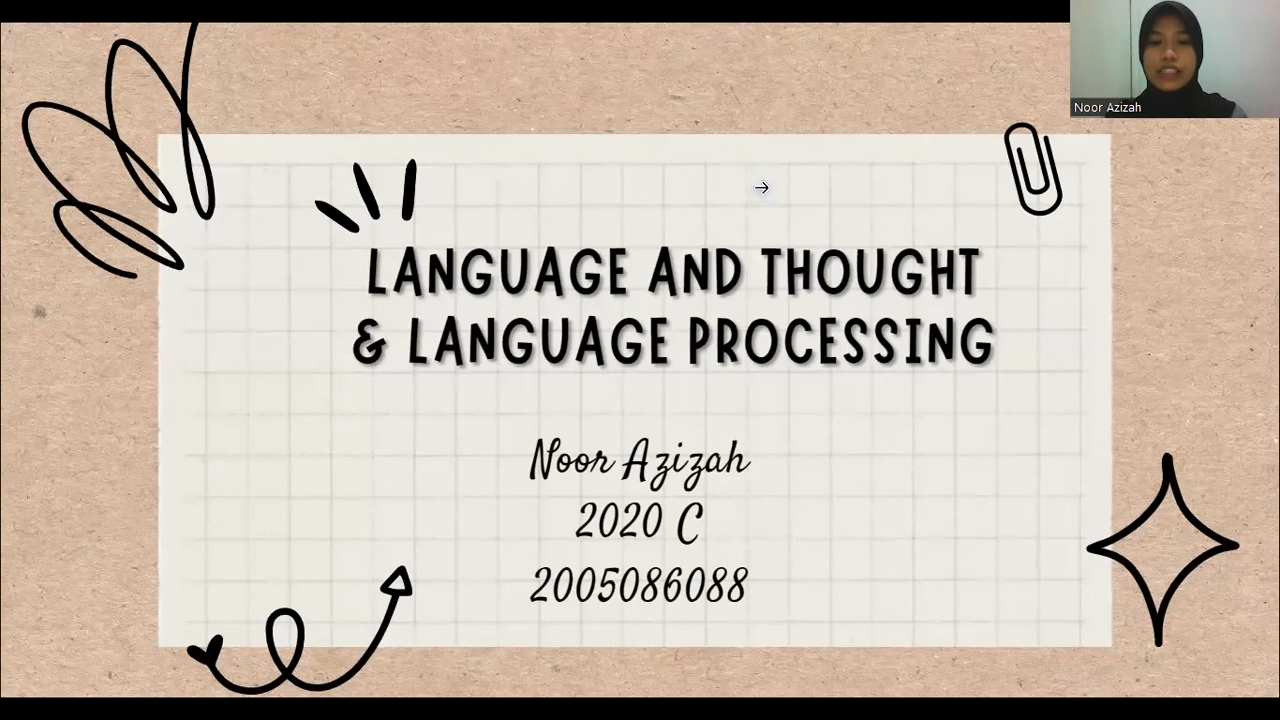 Noor Azizah
LANGUAGE AND THOUGHT
& LANGUAGE PROCESSING
Noor Azizah
2020 C
2005086088